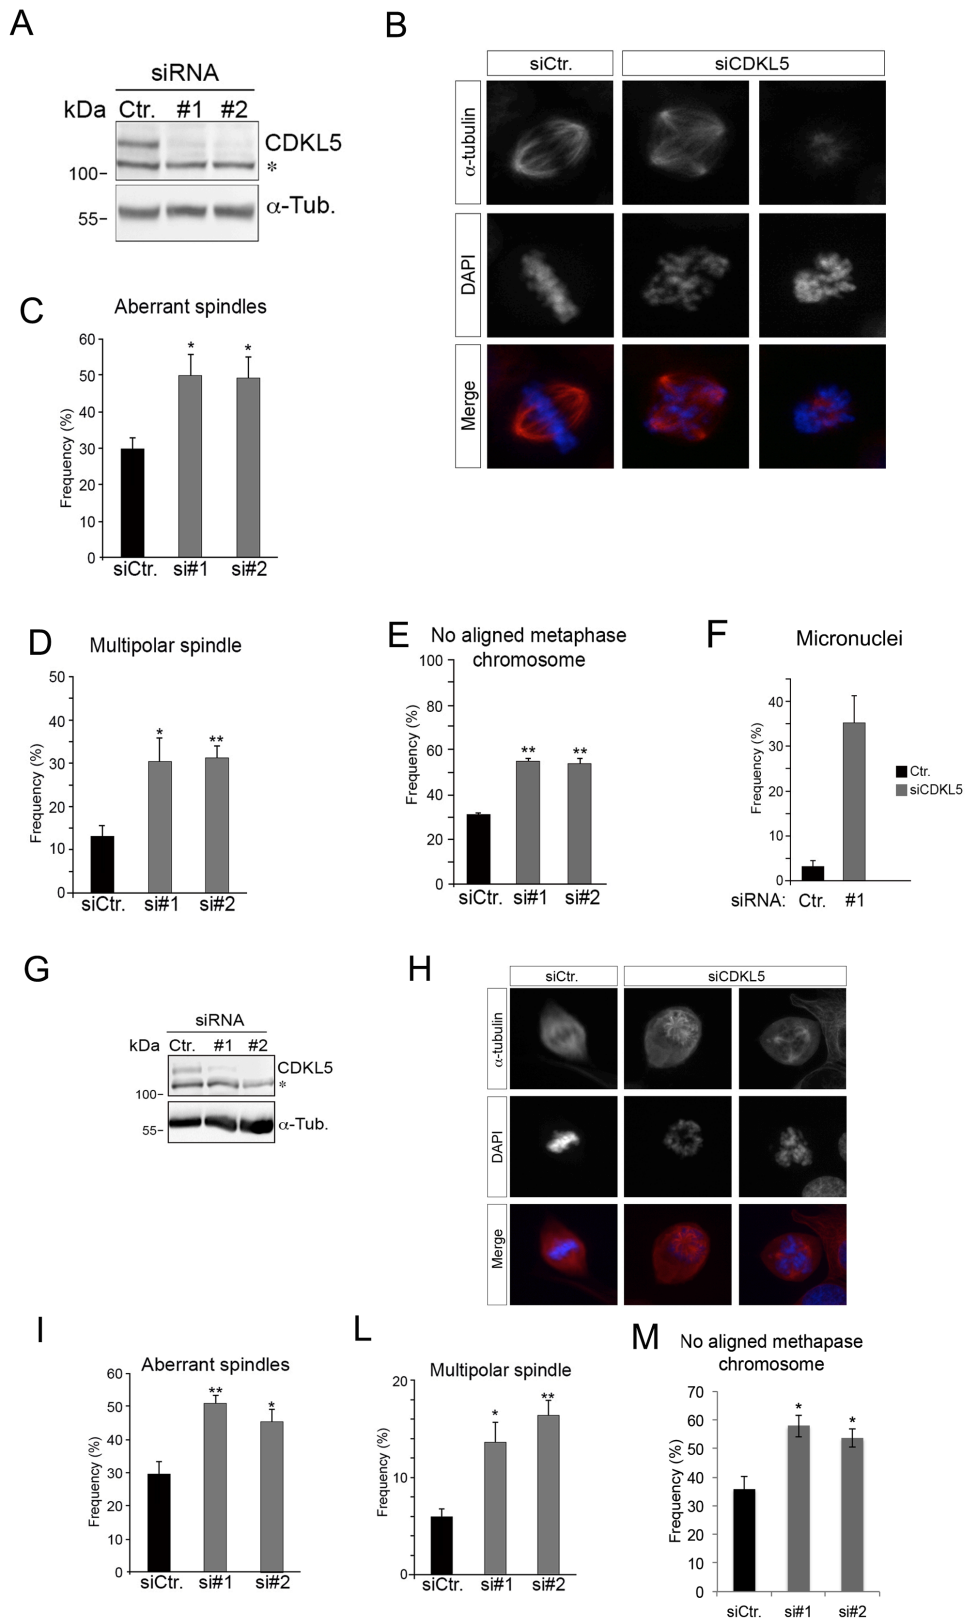 A
siRNA
kDa Ctr. #1 #2
CDKL5
*
100–
α-Tub.
55–
B
siCtr. siCDKL5
α-tubulin
DAPI
Merge
C
Aberrant spindles
Frequency (%)
60
50
40
30
20
10
0
* *
siCtr. si#1 si#2
D
Multipolar spindle
Frequency (%)
50
40
30
20
10
0
* **
siCtr. si#1 si#2
E
No aligned metaphase
chromosome
Frequency (%)
100
80
60
40
20
0
** **
siCtr. si#1 si#2
F
Micronuclei
Frequency (%)
40
30
20
10
0
Ctr.
siCDKL5
siRNA: Ctr. #1
G
siRNA
kDa Ctr. #1 #2
CDKL5
*
100–
α-Tub.
55–
H
siCtr. siCDKL5
α-tubulin
DAPI
Merge
I
Aberrant spindles
Frequency (%)
60
50
40
30
20
10
0
** *
siCtr. si#1 si#2
L
Multipolar spindle
Frequency (%)
20
10
0
* **
siCtr. si#1 si#2
M
No aligned methapase
chromosome
Frequency (%)
70
60
50
40
30
20
10
0
* *
siCtr. si#1 si#2